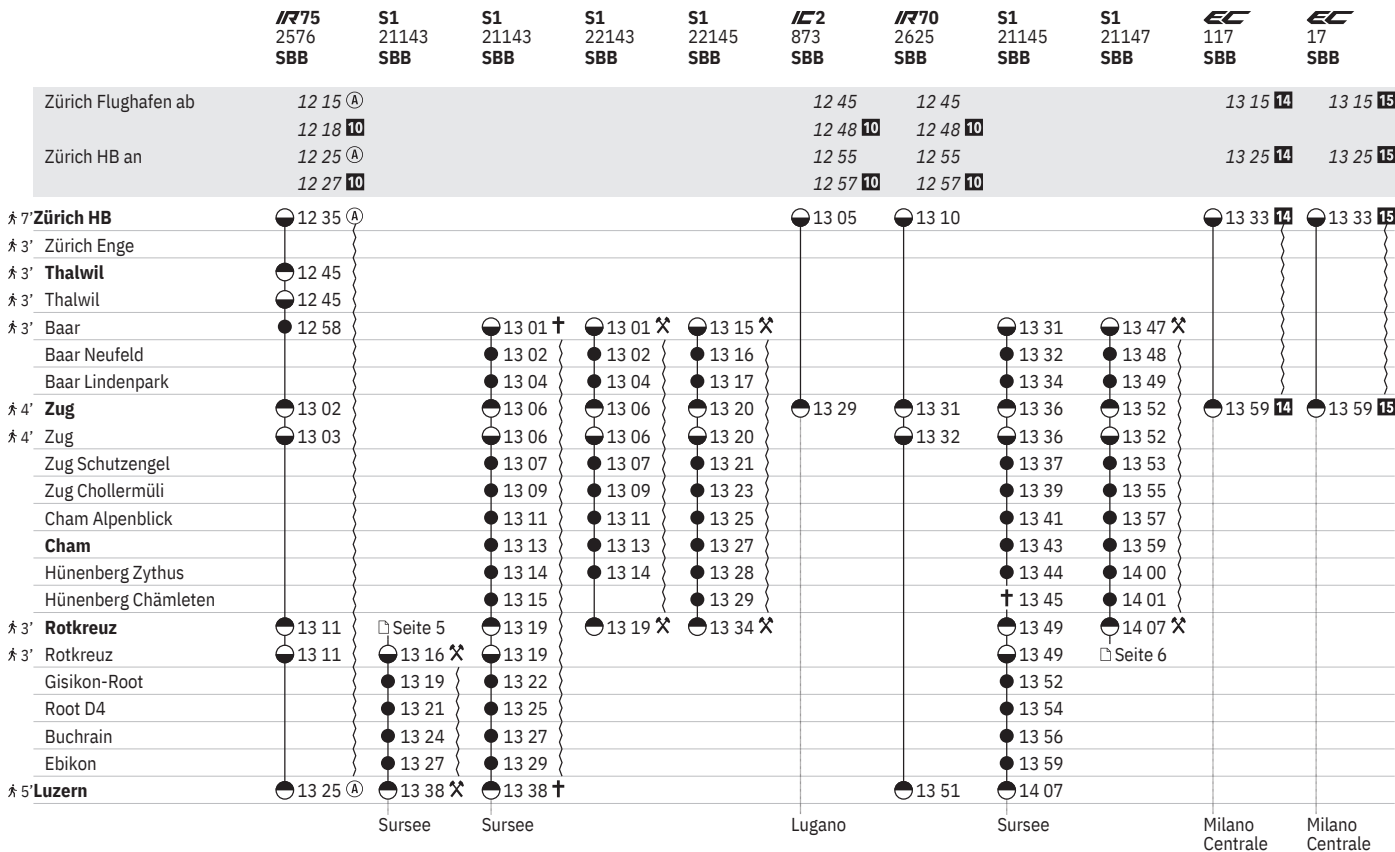 IR75 S1 S1 S1 S1 IC2 IR70 S1 S1 EC EC
2576 21143 21143 22143 22145 873 2625 21145 21147 117 17
SBB SBB SBB SBB SBB SBB SBB SBB SBB SBB SBB
Zürich Flughafen ab 12 15 Ⓐ 12 45 12 45 13 15 14 13 15 15
12 18 10 12 48 10 12 48 10
Zürich HB an 12 25 Ⓐ 12 55 12 55 13 25 14 13 25 15
12 27 10 12 57 10 12 57 10
7' Zürich HB 12 35 Ⓐ 13 05 13 10 13 33 14 13 33 15
3' Zürich Enge
3' Thalwil 12 45
3' Thalwil 12 45
3' Baar 12 58 13 01 ✝ 13 01 ⚒ 13 15 ⚒ 13 31 13 47 ⚒
Baar Neufeld 13 02 13 02 13 16 13 32 13 48
Baar Lindenpark 13 04 13 04 13 17 13 34 13 49
4' Zug 13 02 13 06 13 06 13 20 13 29 13 31 13 36 13 52 13 59 14 13 59 15
4' Zug 13 03 13 06 13 06 13 20 13 32 13 36 13 52
Zug Schutzengel 13 07 13 07 13 21 13 37 13 53
Zug Chollermüli 13 09 13 09 13 23 13 39 13 55
Cham Alpenblick 13 11 13 11 13 25 13 41 13 57
Cham 13 13 13 13 13 27 13 43 13 59
Hünenberg Zythus 13 14 13 14 13 28 13 44 14 00
Hünenberg Chämleten 13 15 13 29 ✝ 13 45 14 01
3' Rotkreuz 13 11 Seite 5 13 19 13 19 ⚒ 13 34 ⚒ 13 49 14 07 ⚒
3' Rotkreuz 13 11 13 16 ⚒ 13 19 13 49 Seite 6
Gisikon-Root 13 19 13 22 13 52
Root D4 13 21 13 25 13 54
Buchrain 13 24 13 27 13 56
Ebikon 13 27 13 29 13 59
5' Luzern 13 25 Ⓐ 13 38 ⚒ 13 38 ✝ 13 51 14 07
Sursee Sursee Lugano Sursee Milano Milano
Centrale Centrale